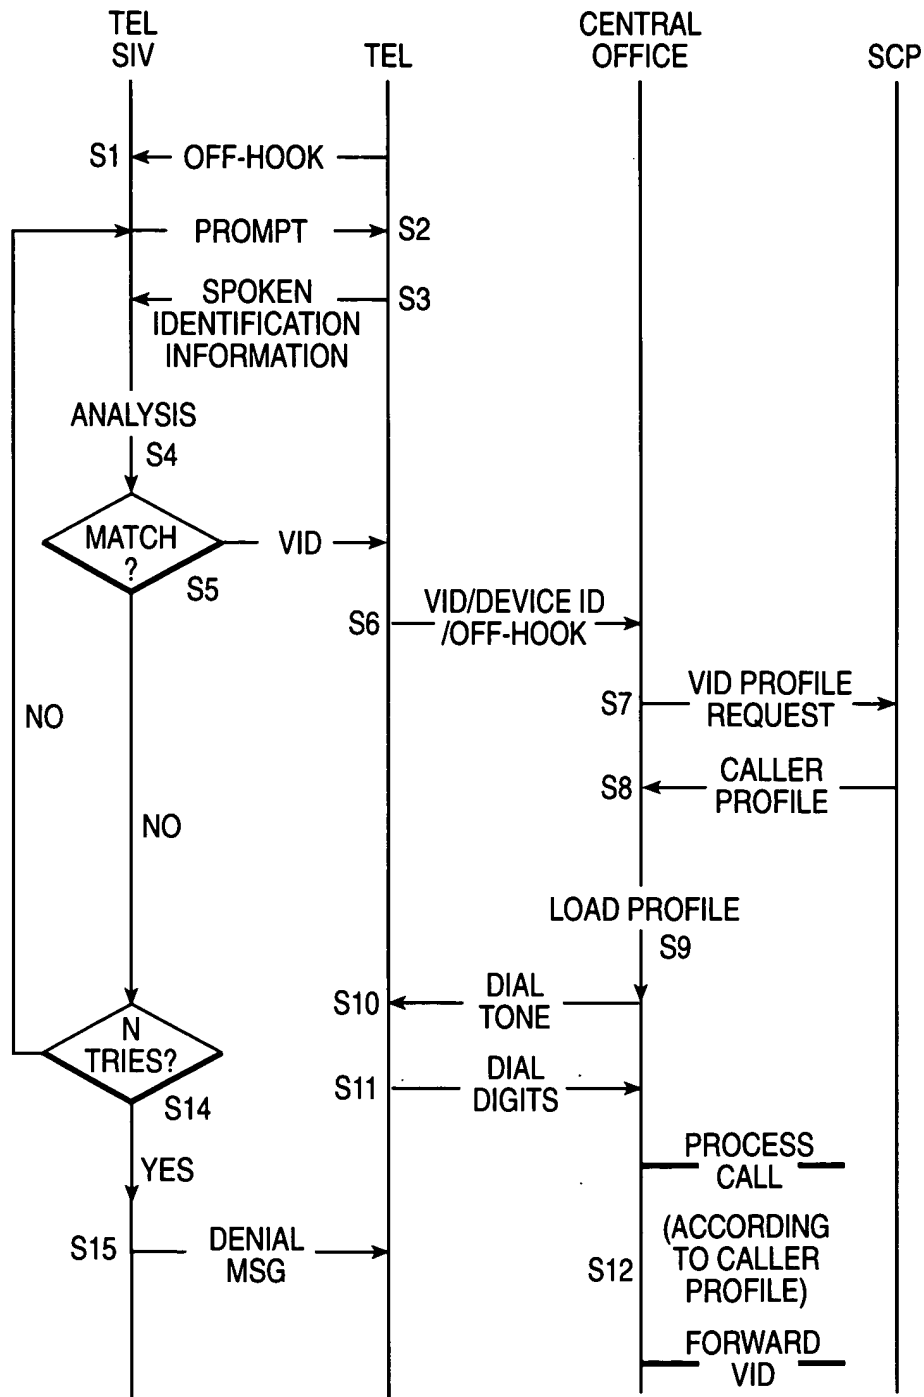 TEL
SIV
TEL
CENTRAL
OFFICE
SCP
S1
OFF-HOOK
PROMPT
S2
SPOKEN
IDENTIFICATION
INFORMATION
S3
ANALYSIS
S4
MATCH
?
S5
VID
S6
VID/DEVICE ID
/OFF-HOOK
S7
VID PROFILE
REQUEST
NO
S8
CALLER
PROFILE
NO
LOAD PROFILE
S9
S10
DIAL
TONE
N
TRIES?
S14
S11
DIAL
DIGITS
YES
PROCESS
CALL
S15
DENIAL
MSG
S12
(ACCORDING
TO CALLER
PROFILE)
FORWARD
VID